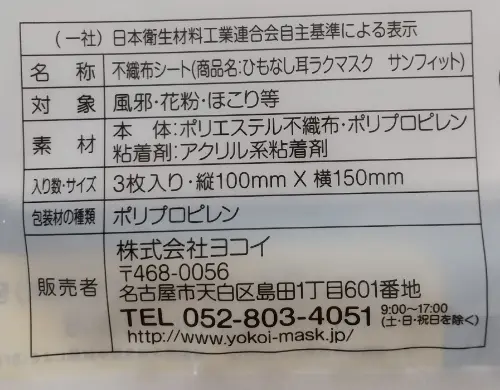 (一社)日本衛生材料工業連合会自主基準による表示
名称 不織布シート(商品名:ひもなし耳ラクマスク サンフィット)
対象 風邪・花粉・ほこり等
素材 本体:ポリエステル不織布・ポリプロピレン
粘着剤:アクリル系粘着剤
入り数・サイズ 3枚入り・縦100mm X 横150mm
包装材の種類 ポリプロピレン
販売者 株式会社ヨコイ
〒468-0056
名古屋市天白区島田1丁目601番地
TEL 052-803-4051 9:00~17:00
(土・日・祝日を除く)
http://www.yokoi-mask.jp/